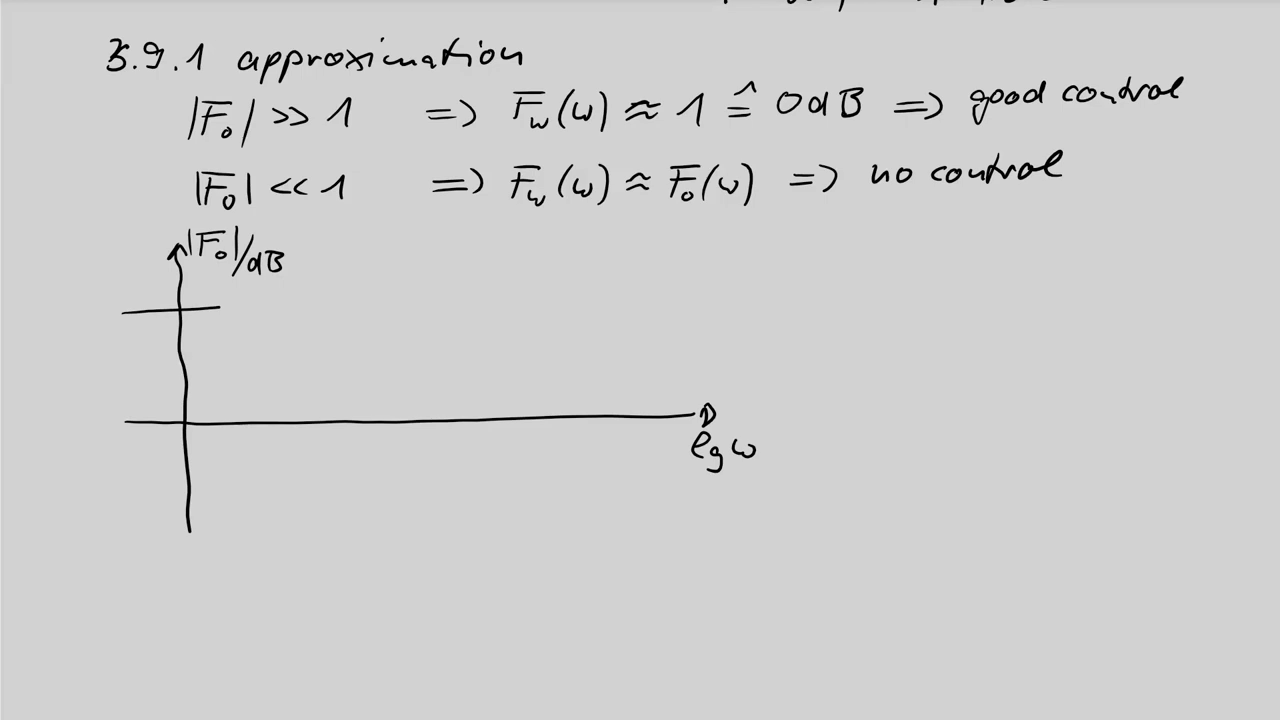 3.9.1 approximation
|F₀| >> 1 => F_w(ω) ≈ 1 ≙ 0dB => good control
|F₀| << 1 => F_w(ω) ≈ F₀(ω) => no control
|F₀|/dB
lg ω